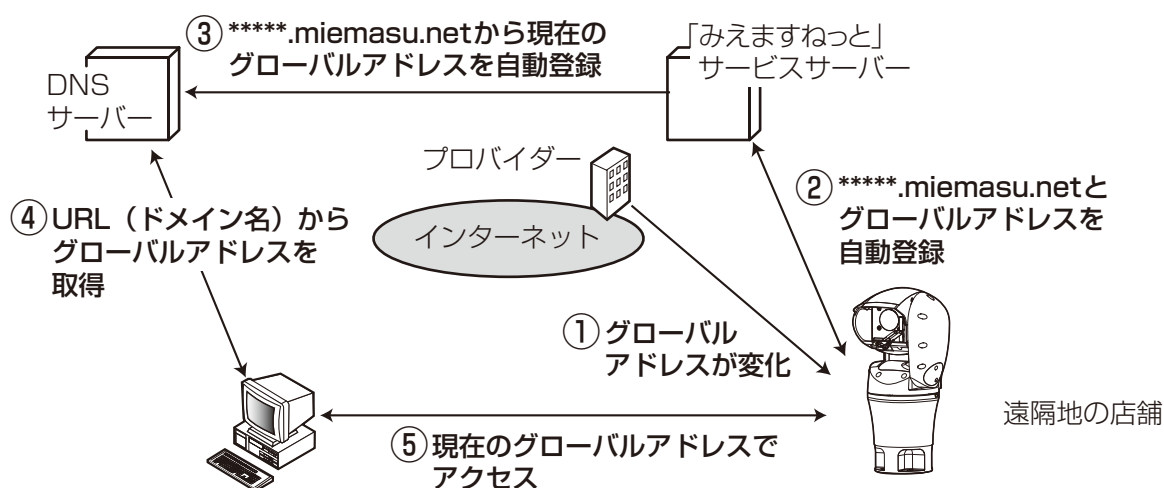 ③*****.miemasu.netから現在の
グローバルアドレスを自動登録
「みえますねっと」
サービスサーバー
DNS
サーバー
プロバイダー
②*****.miemasu.netと
グローバルアドレスを
自動登録
④URL（ドメイン名）から
グローバルアドレスを
取得
インターネット
①グローバル
アドレスが変化
遠隔地の店舗
⑤現在のグローバルアドレスで
アクセス